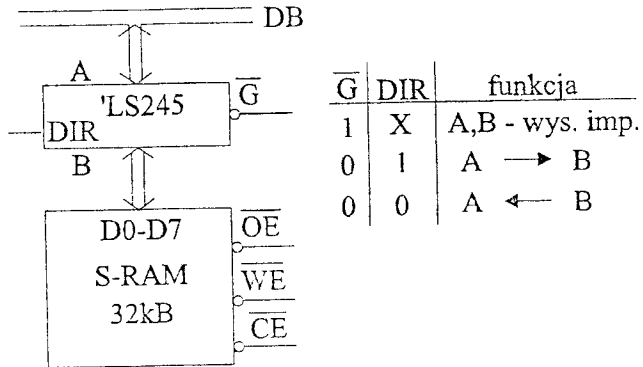 DB
A
'LS245
G
DIR
B
D0-D7
S-RAM
32kB
OE
WE
CE
G DIR funkcja
1 X A,B - wys. imp.
0 1 A → B
0 0 A ← B